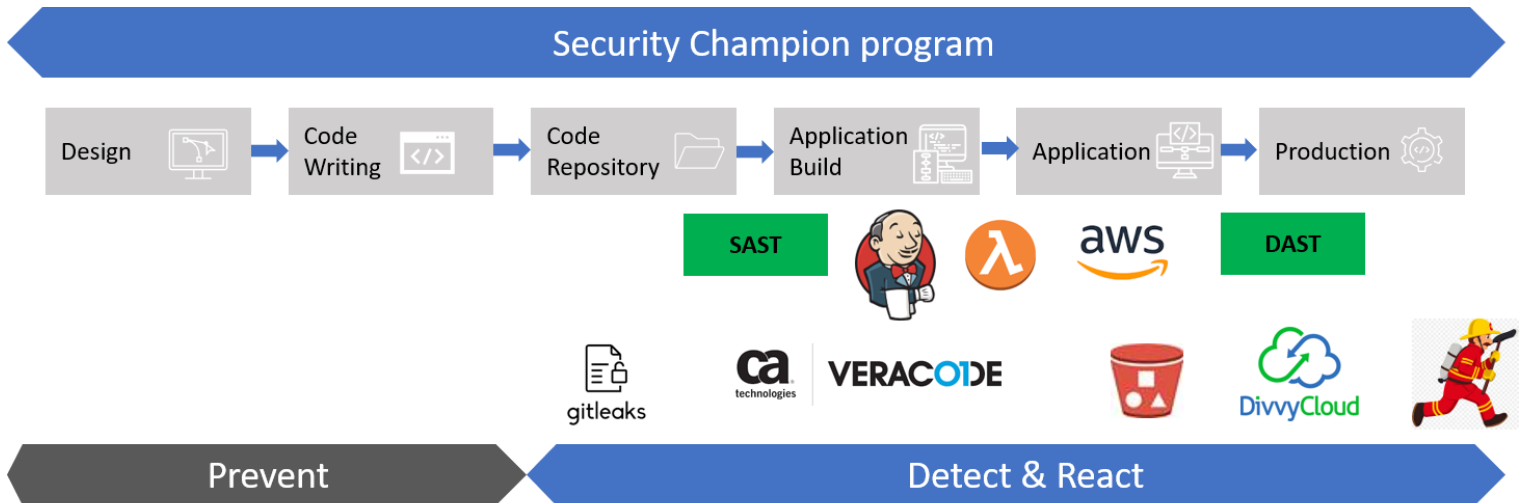 Security Champion program
Design
Code
Writing
Code
Repository
Application
Build
Application
Production
SAST
aws
DAST
gitleaks
ca
technologies
VERACODE
DivvyCloud
Prevent
Detect & React